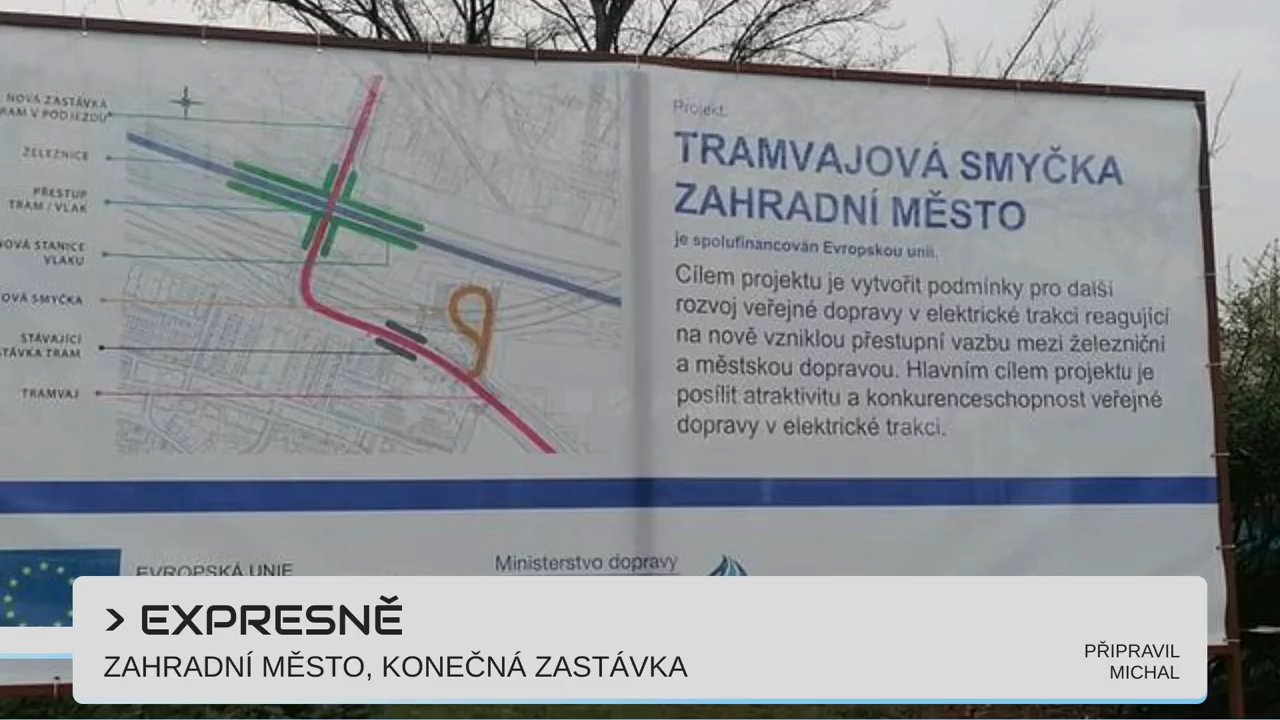 NOVÁ ZASTÁVKA
TRAM V PODJEZDU
ŽELEZNICE
PŘESTUP
TRAM / VLAK
NOVÁ STANICE
VLAKU
SMYČKA
STÁVAJÍCÍ
TRAM
TRAMVAJ
Projekt:
TRAMVAJOVÁ SMYČKA
ZAHRADNÍ MĚSTO
je spolufinancován Evropskou unií.
Cílem projektu je vytvořit podmínky pro další
rozvoj veřejné dopravy v elektrické trakci reagující
na nově vzniklou přestupní vazbu mezi železniční
a městskou dopravou. Hlavním cílem projektu je
posílit atraktivitu a konkurenceschopnost veřejné
dopravy v elektrické trakci.
EVROPSKÁ UNIE
Ministerstvo dopravy
> EXPRESNĚ
ZAHRADNÍ MĚSTO, KONEČNÁ ZASTÁVKA
PŘIPRAVIL
MICHAL